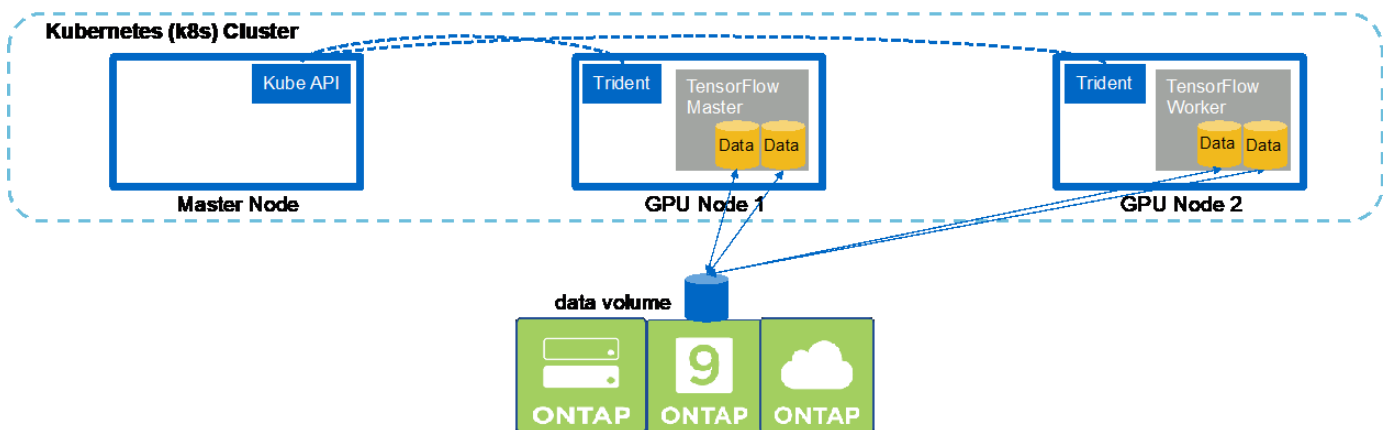 Kubernetes (k8s) Cluster
Kube API
Trident
TensorFlow
Master
Data Data
Trident
TensorFlow
Worker
Data Data
Master Node
GPU Node 1
GPU Node 2
data volume
9
ONTAP
ONTAP
ONTAP